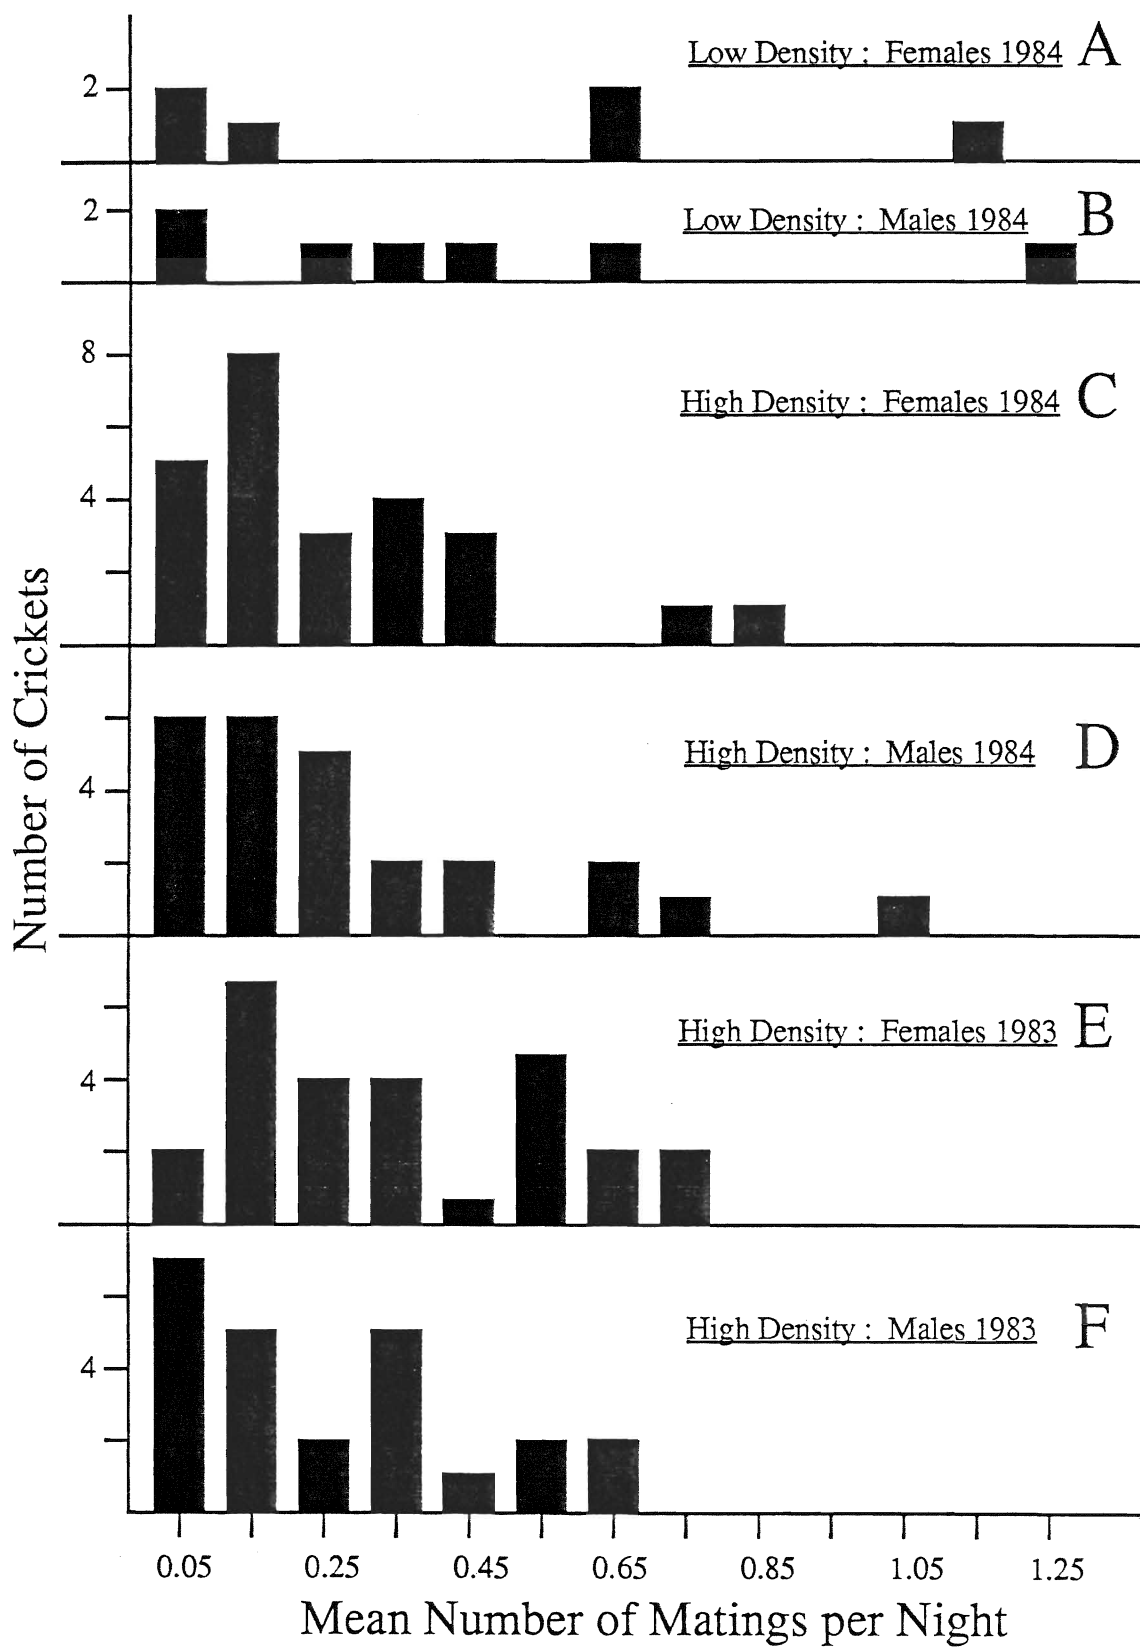 Low Density : Females 1984 A
2
Low Density : Males 1984 B
2
High Density : Females 1984 C
8
4
High Density : Males 1984 D
4
High Density : Females 1983 E
4
High Density : Males 1983 F
4
Number of Crickets
0.05 0.25 0.45 0.65 0.85 1.05 1.25
Mean Number of Matings per Night